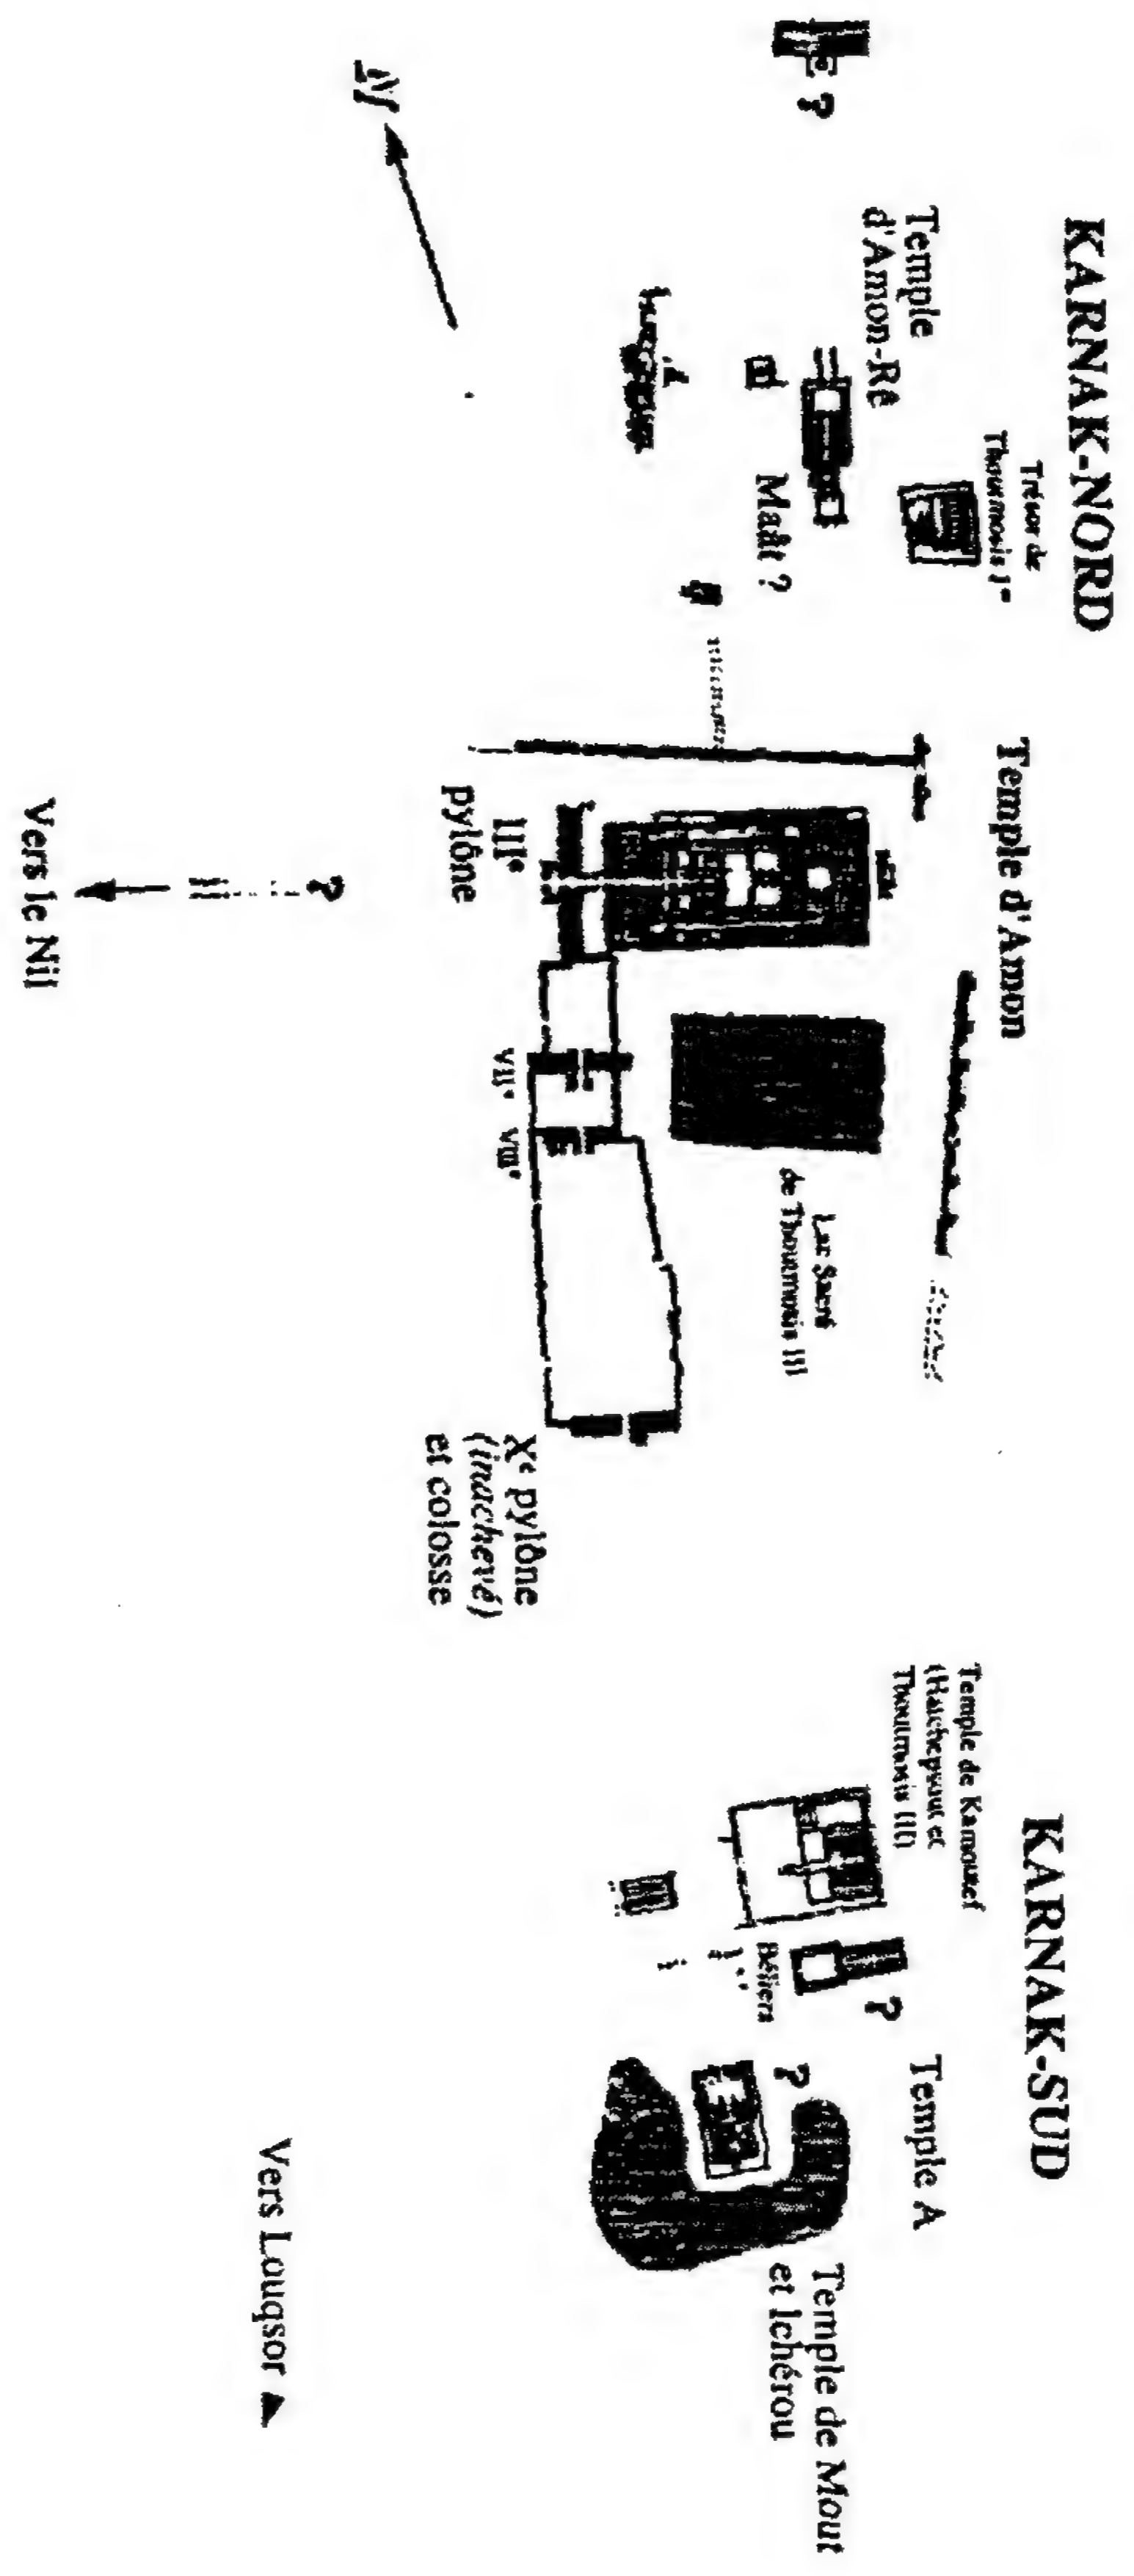 KARNAK-NORD
?
Temple
d'Amon-Rê
Trésor de
Thoutmosis Iᵉʳ
Maât ?
N
Temple d'Amon
IIIᵉ
pylône
?
Vers le Nil
VIIᵉ
VIIIᵉ
Lac Sacré
de Thoutmosis III
Xᵉ pylône
(inachevé)
et colosse
KARNAK-SUD
Temple de Kamoutef
(Hatchepsout et
Thoutmosis III)
Béliers
?
Temple A
?
Temple de Mout
et Ichérou
Vers Louqsor